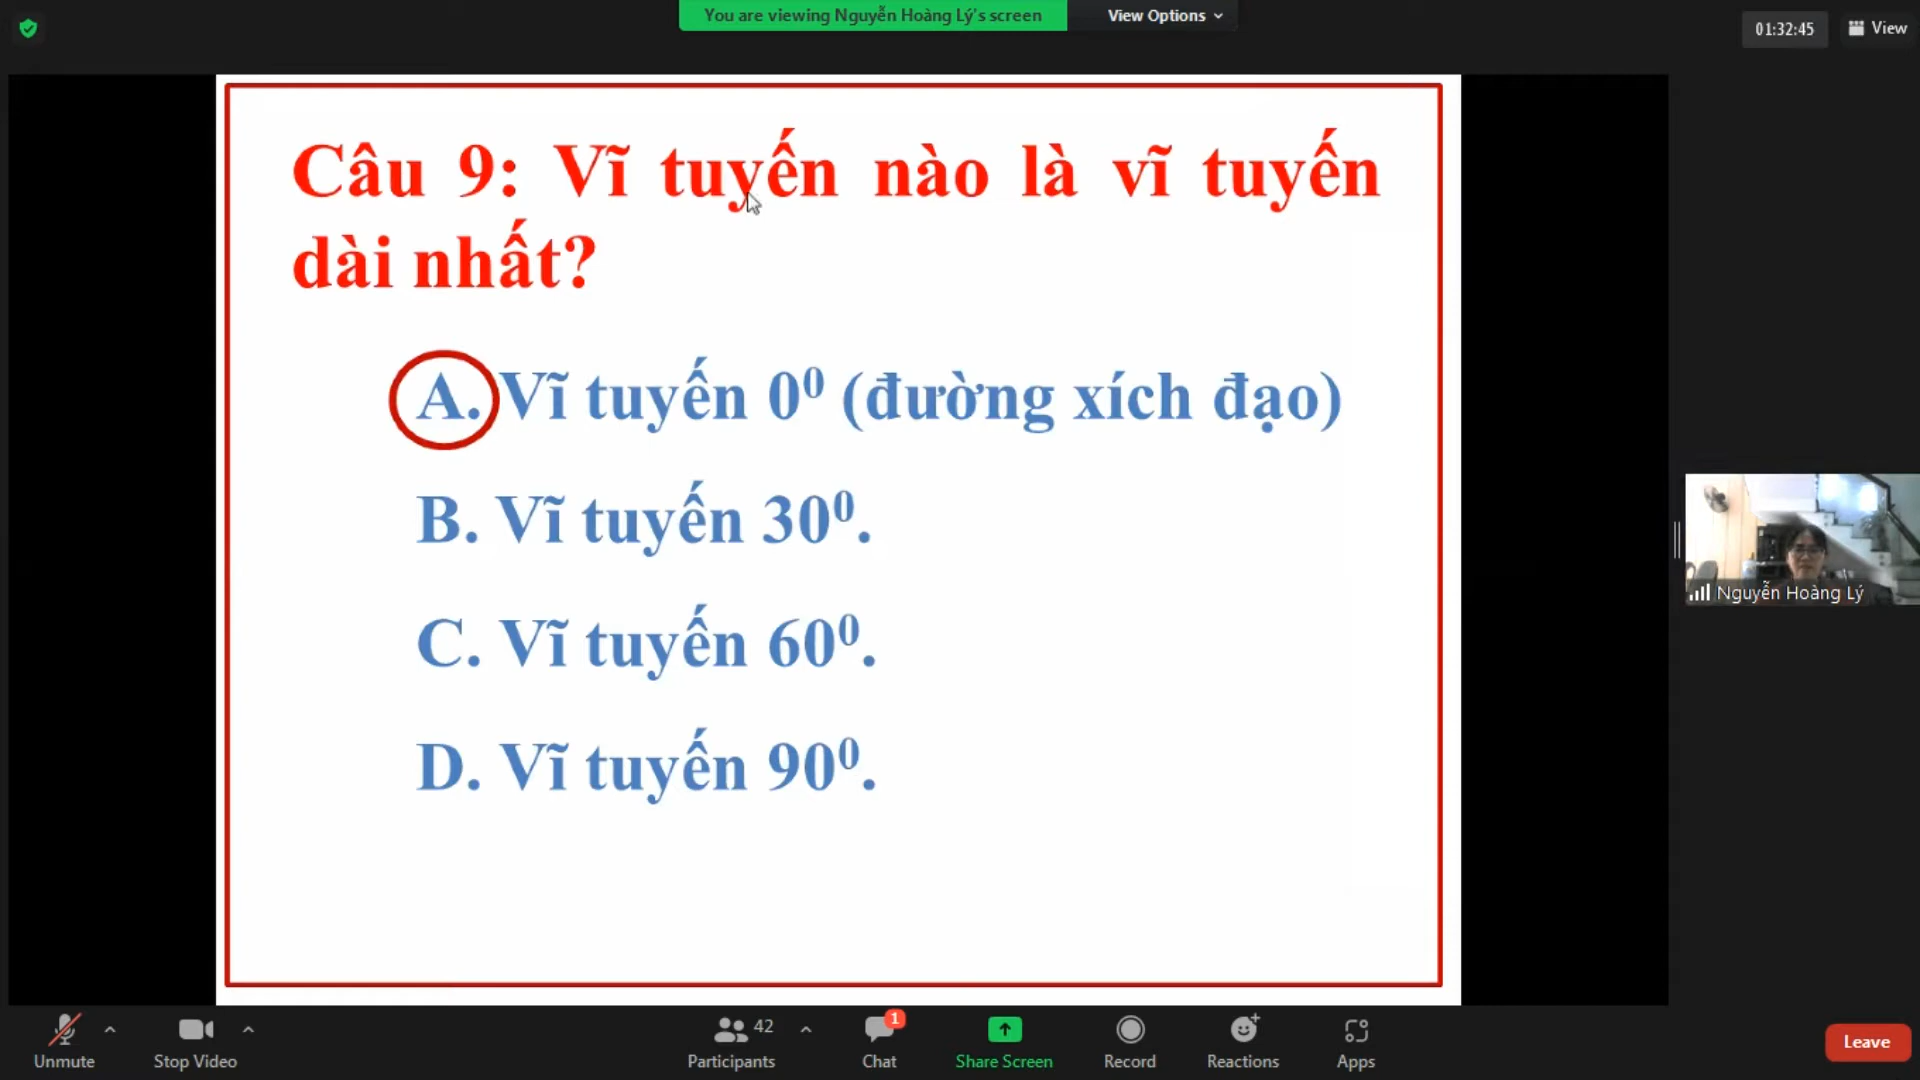 You are viewing Nguyễn Hoàng Lý's screen
View Options
01:32:45
View
Câu 9: Vĩ tuyến nào là vĩ tuyến
dài nhất?
A. Vĩ tuyến 0⁰ (đường xích đạo)
B. Vĩ tuyến 30⁰.
C. Vĩ tuyến 60⁰.
D. Vĩ tuyến 90⁰.
Nguyễn Hoàng Lý
42
1
Unmute
Stop Video
Participants
Chat
Share Screen
Record
Reactions
Apps
Leave